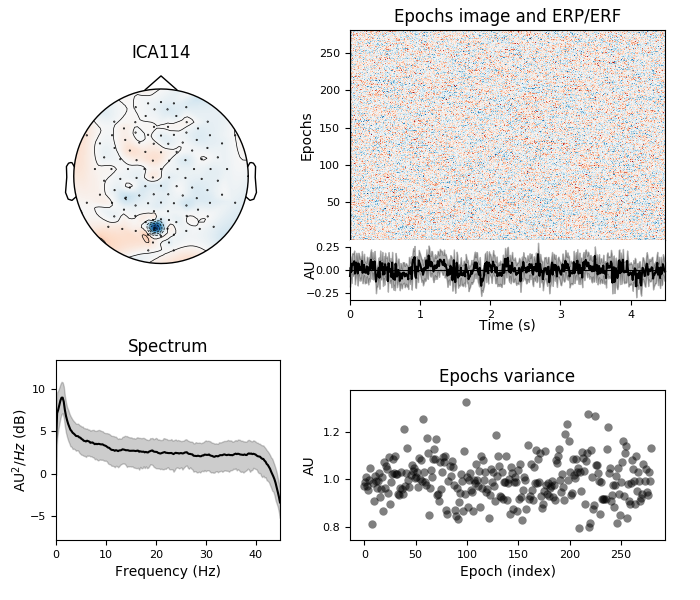 ICA114
Epochs image and ERP/ERF
Epochs
250
200
150
100
50
AU
0.25
0.00
−0.25
0
1
2
3
4
Time (s)
Spectrum
AU²/Hz (dB)
10
5
0
−5
0
10
20
30
40
Frequency (Hz)
Epochs variance
AU
1.2
1.0
0.8
0
50
100
150
200
250
Epoch (index)